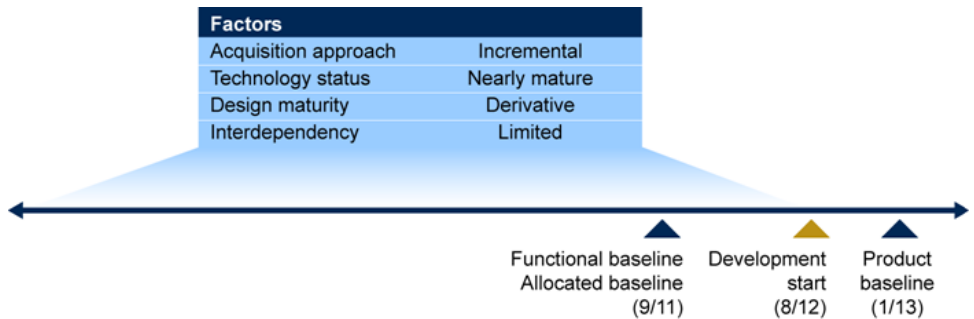 Factors
Acquisition approach Incremental
Technology status Nearly mature
Design maturity Derivative
Interdependency Limited
Functional baseline Development Product
Allocated baseline start baseline
(9/11) (8/12) (1/13)